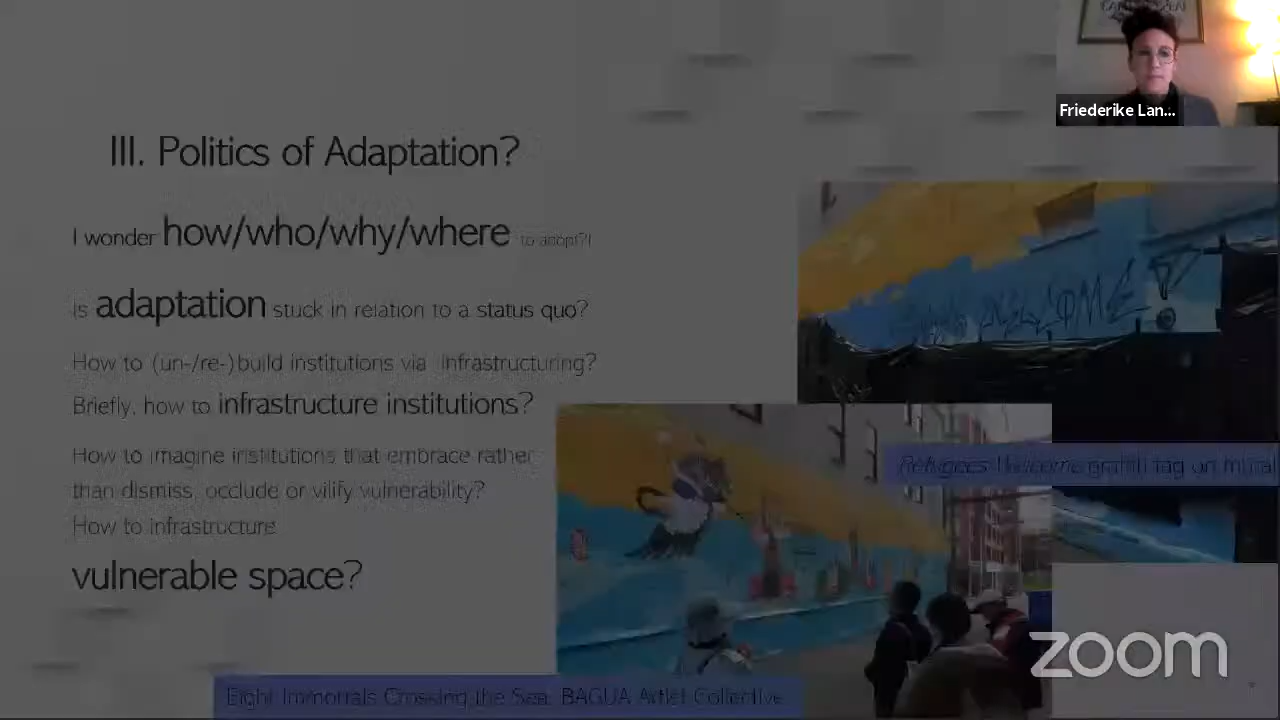 Friederike Lan...
III. Politics of Adaptation?
I wonder how/who/why/where to adopt?!
Is adaptation stuck in relation to a status quo?
How to (un-/re-)build institutions via infrastructuring?
Briefly, how to infrastructure institutions?
How to imagine institutions that embrace rather
than dismiss, occlude or vilify vulnerability?
How to infrastructure
vulnerable space?
WELCOME
Refugees Welcome graffiti tag on mural
Eight Immortals Crossing the Sea, BAGUA Artist Collective
zoom